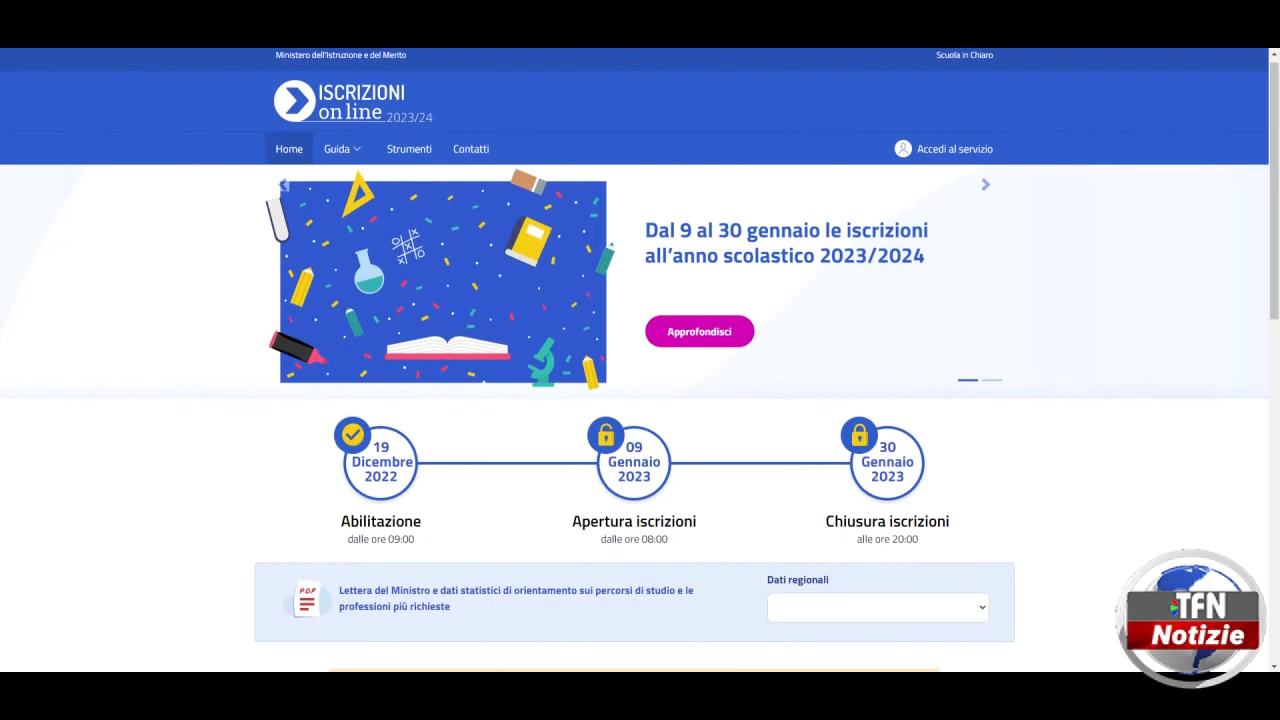 Ministero dell'Istruzione e del Merito
Scuola in Chiaro
ISCRIZIONI
on line 2023/24
Home
Guida
Strumenti
Contatti
Accedi al servizio
Dal 9 al 30 gennaio le iscrizioni
all'anno scolastico 2023/2024
Approfondisci
19
Dicembre
2022
Abilitazione
dalle ore 09:00
09
Gennaio
2023
Apertura iscrizioni
dalle ore 08:00
30
Gennaio
2023
Chiusura iscrizioni
alle ore 20:00
PDF
Lettera del Ministro e dati statistici di orientamento sui percorsi di studio e le
professioni più richieste
Dati regionali
TFN
Notizie